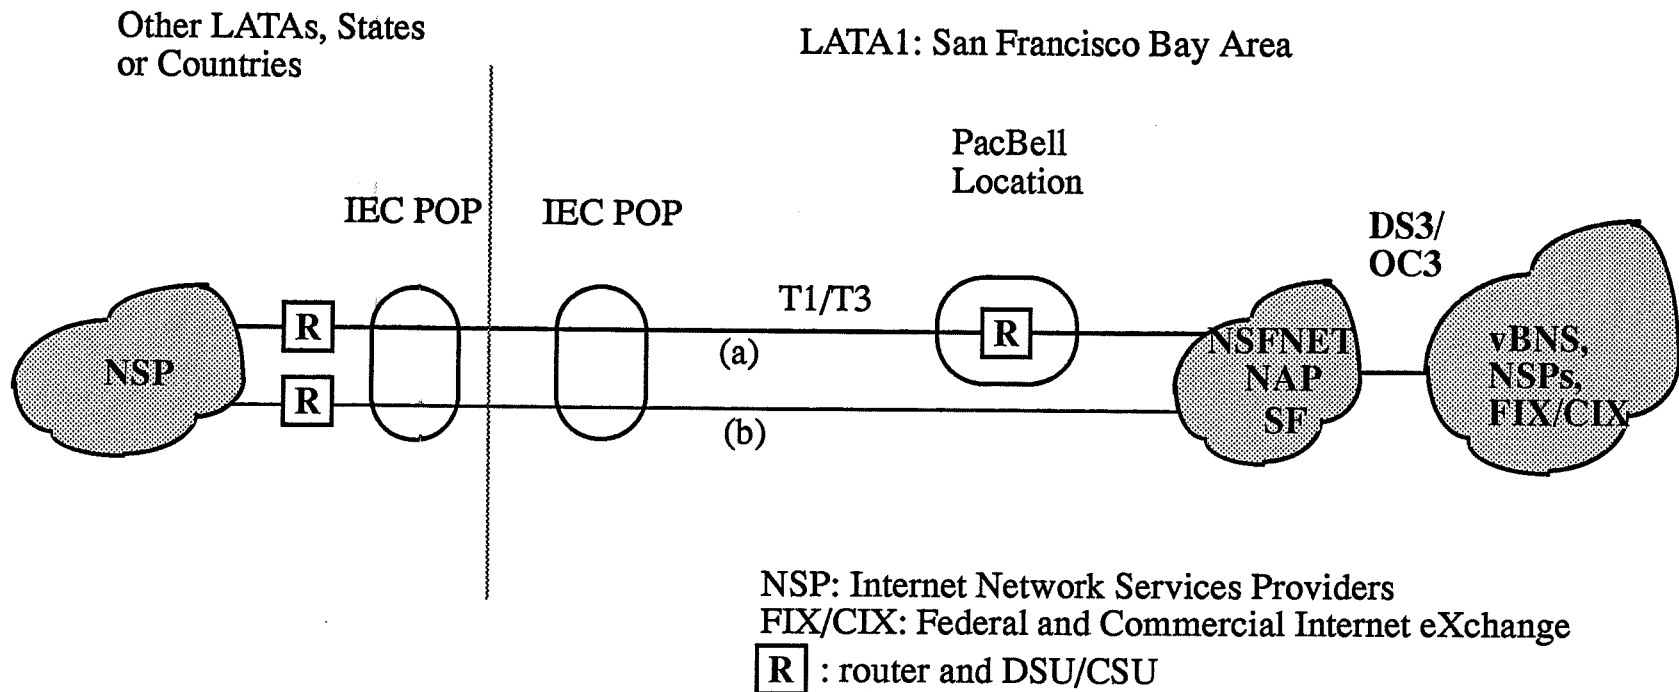 Other LATAs, States
or Countries
LATA1: San Francisco Bay Area
PacBell
Location
IEC POP
IEC POP
DS3/
OC3
T1/T3
R
R
(a)
NSFNET
NAP
SF
vBNS,
NSPs,
FIX/CIX
NSP
R
(b)
NSP: Internet Network Services Providers
FIX/CIX: Federal and Commercial Internet eXchange
R : router and DSU/CSU